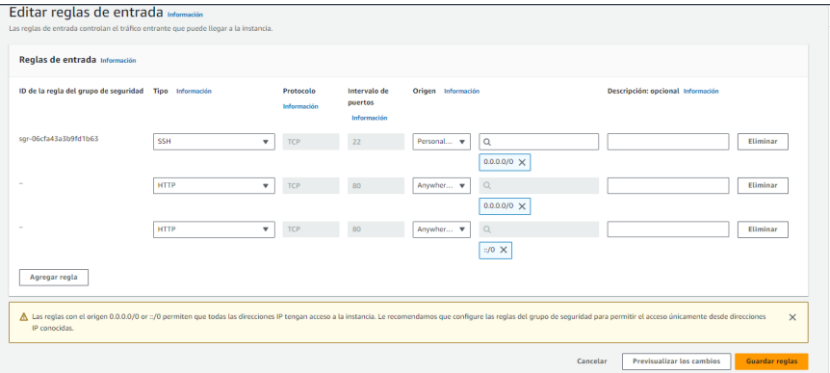 Editar reglas de entrada Información
Las reglas de entrada controlan el tráfico entrante que puede llegar a la instancia.
Reglas de entrada Información
ID de la regla del grupo de seguridad Tipo Información Protocolo Información Intervalo de puertos Información Origen Información Descripción: opcional Información
sgr-06cfa43a3b9fd1b63 SSH TCP 22 Personal... 0.0.0.0/0 Eliminar
- HTTP TCP 80 Anywher... 0.0.0.0/0 Eliminar
- HTTP TCP 80 Anywher... ::/0 Eliminar
Agregar regla
Las reglas con el origen 0.0.0.0/0 or ::/0 permiten que todas las direcciones IP tengan acceso a la instancia. Le recomendamos que configure las reglas del grupo de seguridad para permitir el acceso únicamente desde direcciones
IP conocidas.
Cancelar Previsualizar los cambios Guardar reglas